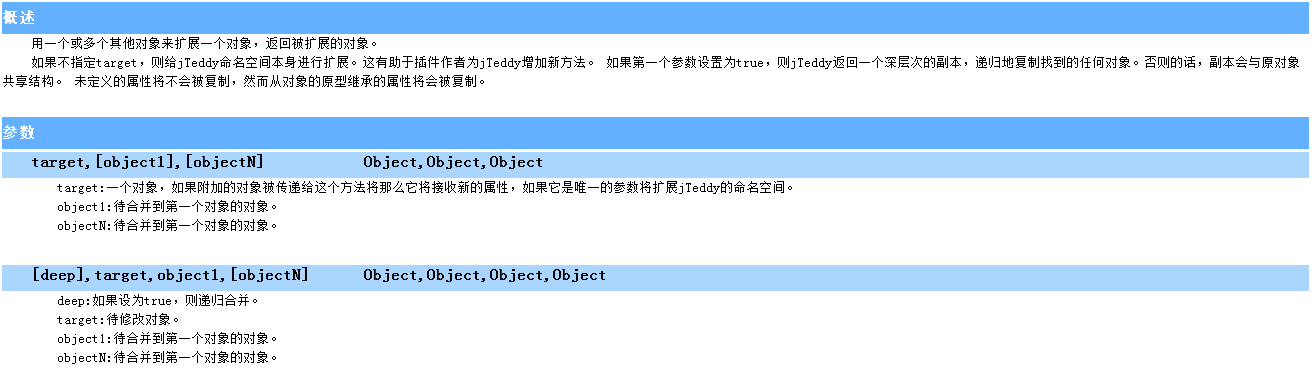 概述
用一个或多个其他对象来扩展一个对象，返回被扩展的对象。
如果不指定target，则给jTeddy命名空间本身进行扩展。这有助于插件作者为jTeddy增加新方法。 如果第一个参数设置为true，则jTeddy返回一个深层次的副本，递归地复制找到的任何对象。否则的话，副本会与原对象
共享结构。 未定义的属性将不会被复制，然而从对象的原型继承的属性将会被复制。
参数
target,[object1],[objectN] Object,Object,Object
target:一个对象，如果附加的对象被传递给这个方法将那么它将接收新的属性，如果它是唯一的参数将扩展jTeddy的命名空间。
object1:待合并到第一个对象的对象。
objectN:待合并到第一个对象的对象。
[deep],target,object1,[objectN] Object,Object,Object,Object
deep:如果设为true，则递归合并。
target:待修改对象。
object1:待合并到第一个对象的对象。
objectN:待合并到第一个对象的对象。